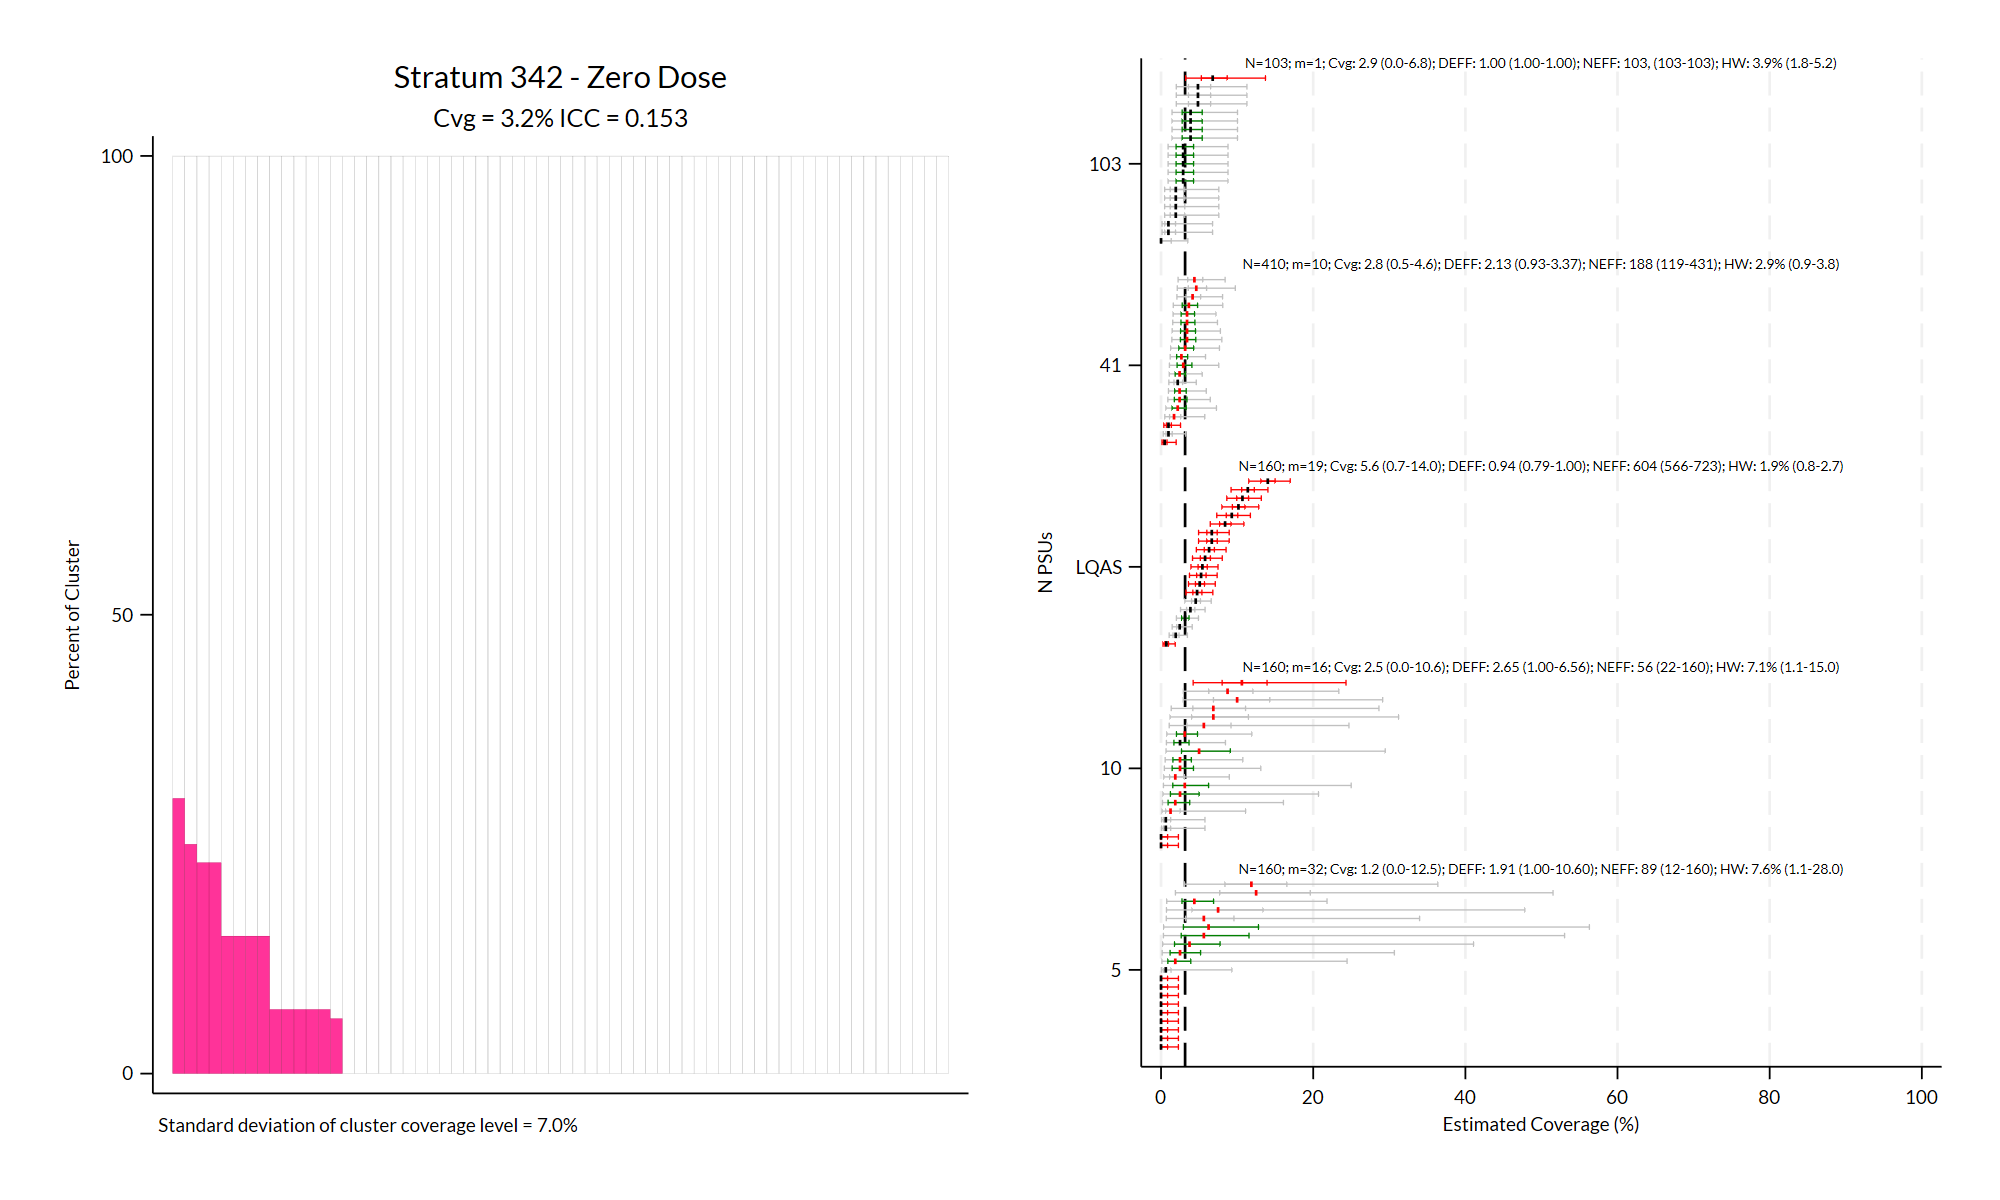 Stratum 342 - Zero Dose
Cvg = 3.2% ICC = 0.153
Percent of Cluster
100
50
0
Standard deviation of cluster coverage level = 7.0%
N PSUs
103
41
LQAS
10
5
N=103; m=1; Cvg: 2.9 (0.0-6.8); DEFF: 1.00 (1.00-1.00); NEFF: 103, (103-103); HW: 3.9% (1.8-5.2)
N=410; m=10; Cvg: 2.8 (0.5-4.6); DEFF: 2.13 (0.93-3.37); NEFF: 188 (119-431); HW: 2.9% (0.9-3.8)
N=160; m=19; Cvg: 5.6 (0.7-14.0); DEFF: 0.94 (0.79-1.00); NEFF: 604 (566-723); HW: 1.9% (0.8-2.7)
N=160; m=16; Cvg: 2.5 (0.0-10.6); DEFF: 2.65 (1.00-6.56); NEFF: 56 (22-160); HW: 7.1% (1.1-15.0)
N=160; m=32; Cvg: 1.2 (0.0-12.5); DEFF: 1.91 (1.00-10.60); NEFF: 89 (12-160); HW: 7.6% (1.1-28.0)
0 20 40 60 80 100
Estimated Coverage (%)